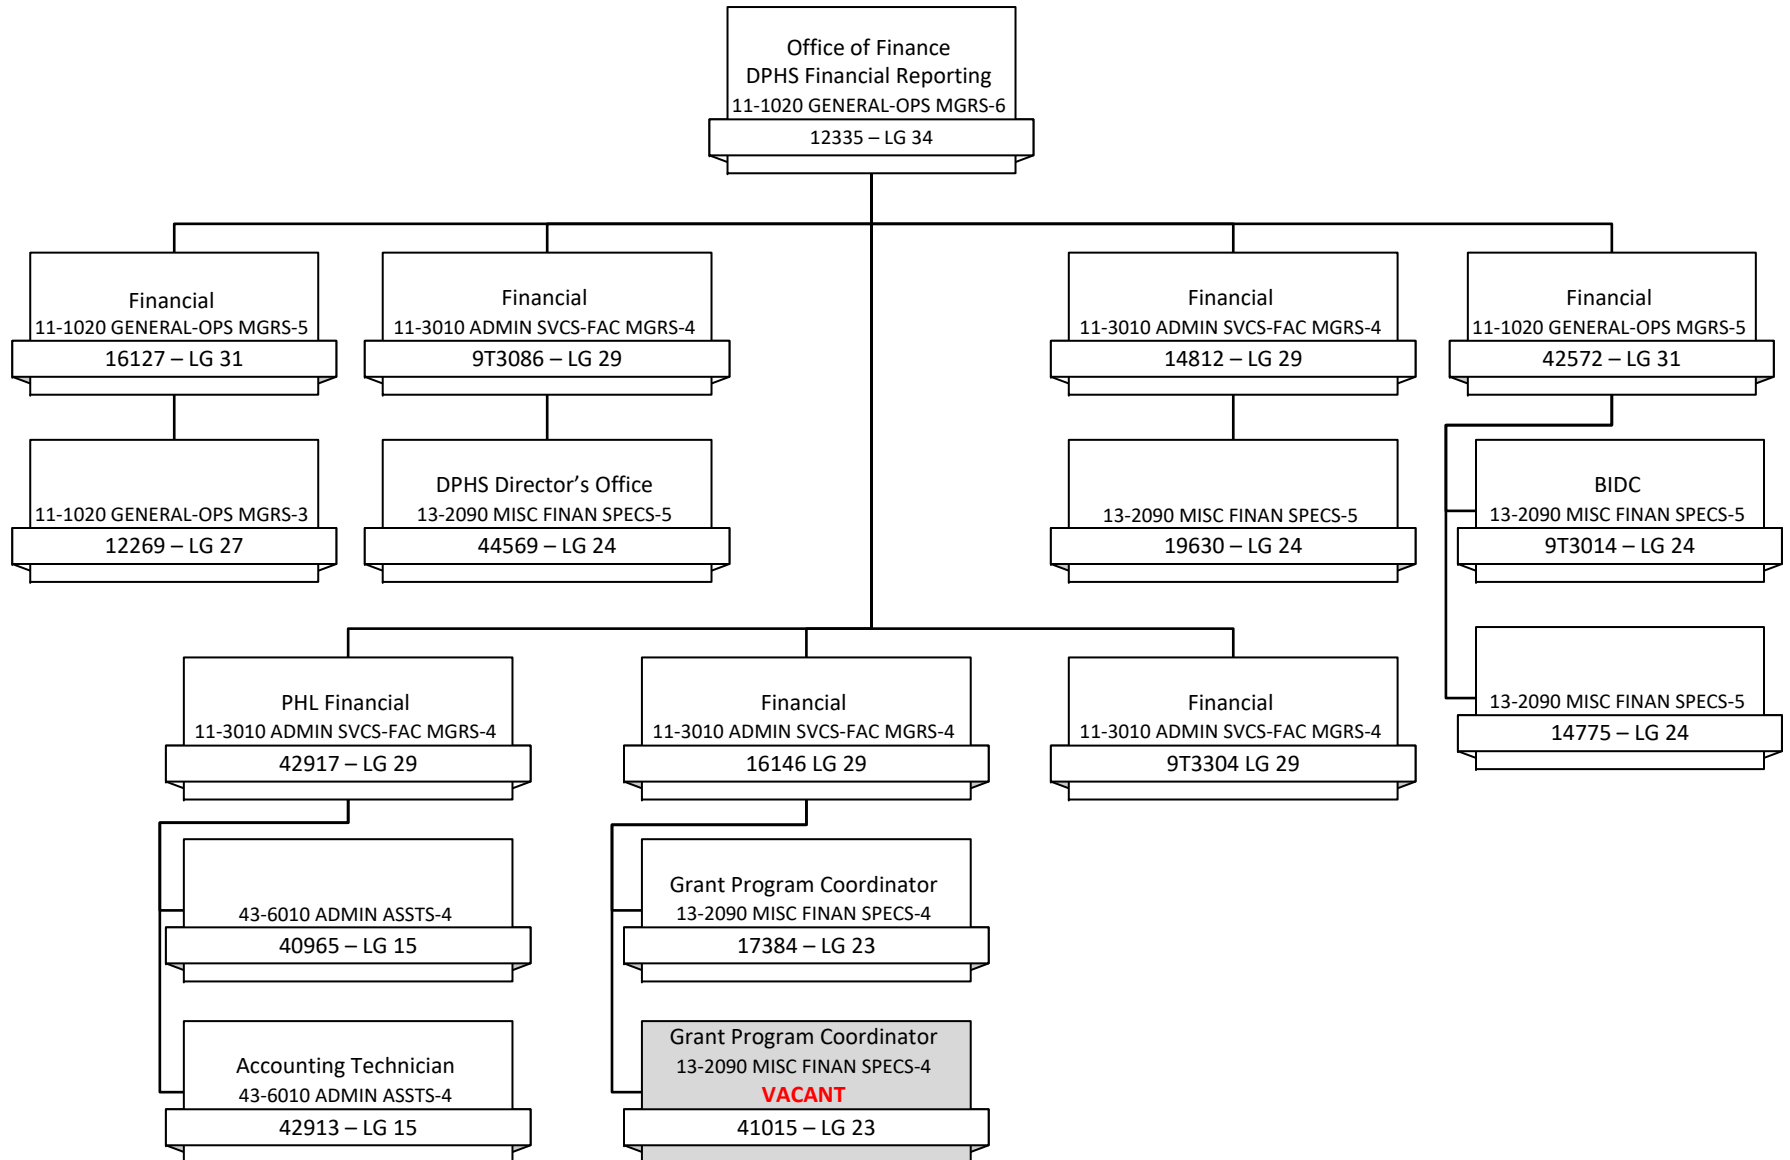 Office of Finance
DPHS Financial Reporting
11-1020 GENERAL-OPS MGRS-6
12335 – LG 34
Financial
11-1020 GENERAL-OPS MGRS-5
16127 – LG 31
Financial
11-3010 ADMIN SVCS-FAC MGRS-4
9T3086 – LG 29
Financial
11-3010 ADMIN SVCS-FAC MGRS-4
14812 – LG 29
Financial
11-1020 GENERAL-OPS MGRS-5
42572 – LG 31
11-1020 GENERAL-OPS MGRS-3
12269 – LG 27
DPHS Director’s Office
13-2090 MISC FINAN SPECS-5
44569 – LG 24
13-2090 MISC FINAN SPECS-5
19630 – LG 24
BIDC
13-2090 MISC FINAN SPECS-5
9T3014 – LG 24
13-2090 MISC FINAN SPECS-5
14775 – LG 24
PHL Financial
11-3010 ADMIN SVCS-FAC MGRS-4
42917 – LG 29
Financial
11-3010 ADMIN SVCS-FAC MGRS-4
16146 LG 29
Financial
11-3010 ADMIN SVCS-FAC MGRS-4
9T3304 LG 29
43-6010 ADMIN ASSTS-4
40965 – LG 15
Grant Program Coordinator
13-2090 MISC FINAN SPECS-4
17384 – LG 23
Accounting Technician
43-6010 ADMIN ASSTS-4
42913 – LG 15
Grant Program Coordinator
13-2090 MISC FINAN SPECS-4
VACANT
41015 – LG 23